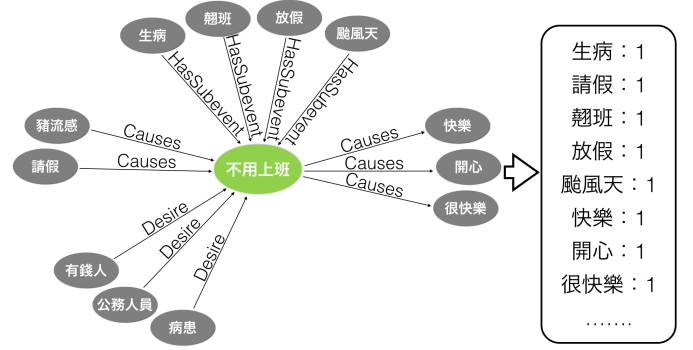 生病
翹班
放假
颱風天
HasSubevent
HasSubevent
HasSubevent
HasSubevent
豬流感
Causes
請假
Causes
不用上班
Causes
快樂
Causes
開心
Causes
很快樂
Desire
有錢人
Desire
公務人員
Desire
病患
生病：1
請假：1
翹班：1
放假：1
颱風天：1
快樂：1
開心：1
很快樂：1
.......